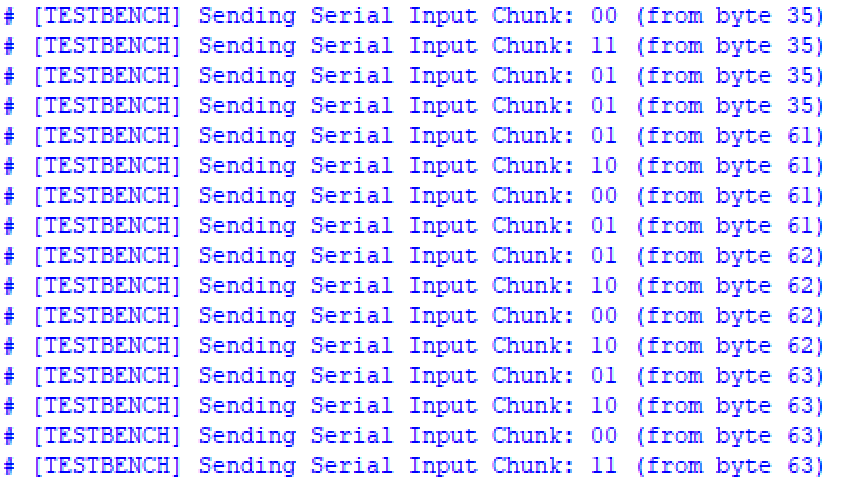 # [TESTBENCH] Sending Serial Input Chunk: 00 (from byte 35)
# [TESTBENCH] Sending Serial Input Chunk: 11 (from byte 35)
# [TESTBENCH] Sending Serial Input Chunk: 01 (from byte 35)
# [TESTBENCH] Sending Serial Input Chunk: 01 (from byte 35)
# [TESTBENCH] Sending Serial Input Chunk: 01 (from byte 61)
# [TESTBENCH] Sending Serial Input Chunk: 10 (from byte 61)
# [TESTBENCH] Sending Serial Input Chunk: 00 (from byte 61)
# [TESTBENCH] Sending Serial Input Chunk: 01 (from byte 61)
# [TESTBENCH] Sending Serial Input Chunk: 01 (from byte 62)
# [TESTBENCH] Sending Serial Input Chunk: 10 (from byte 62)
# [TESTBENCH] Sending Serial Input Chunk: 00 (from byte 62)
# [TESTBENCH] Sending Serial Input Chunk: 10 (from byte 62)
# [TESTBENCH] Sending Serial Input Chunk: 01 (from byte 63)
# [TESTBENCH] Sending Serial Input Chunk: 10 (from byte 63)
# [TESTBENCH] Sending Serial Input Chunk: 00 (from byte 63)
# [TESTBENCH] Sending Serial Input Chunk: 11 (from byte 63)